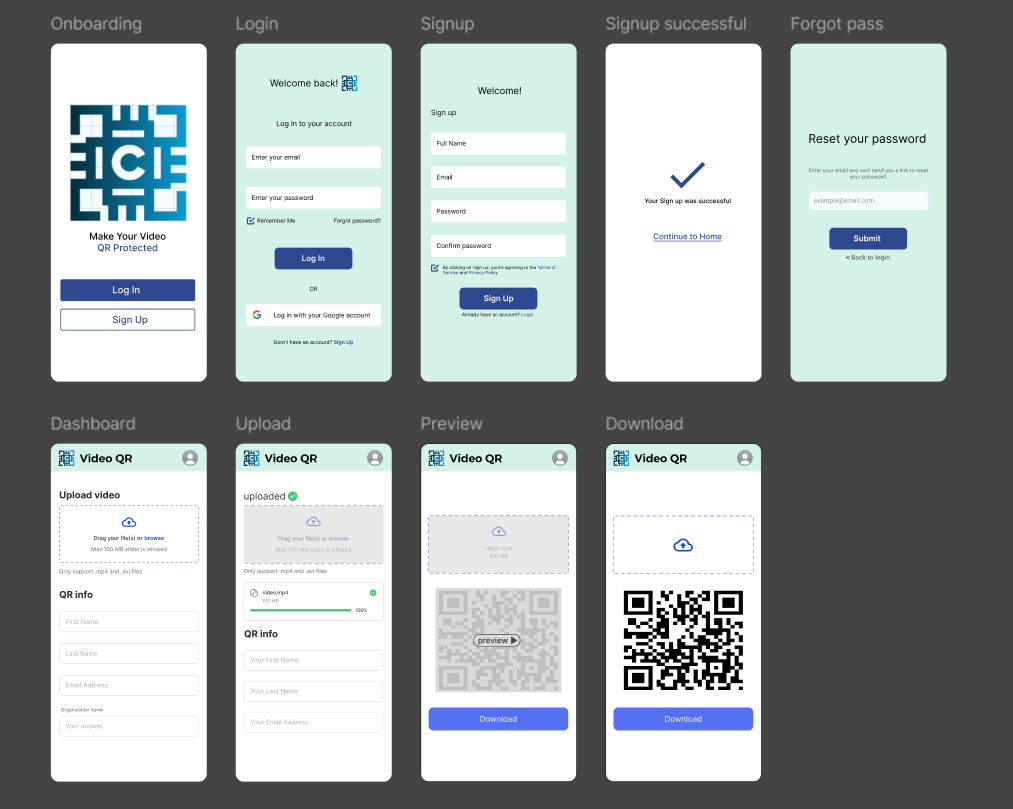 Onboarding
Login
Signup
Signup successful
Forgot pass
C
Make Your Video
QR Protected
Log In
Sign Up
Welcome back!
Log In to your account
Enter your email
Enter your password
Remember Me
Forgot password?
Log In
OR
Log in with your Google account
Don't have an account? Sign Up
Welcome!
Sign up
Full Name
Email
Password
Confirm password
By clicking on 'sign up', you're agreeing to the Terms of
Service and Privacy Policy
Sign Up
Already have an account? Login
Your Sign up was successful
Continue to Home
Reset your password
Enter your email and we'll send you a link to reset
your password.
example@email.com
Submit
< Back to login
Dashboard
Upload
Preview
Download
Video QR
Upload video
Drag your file(s) or browse
Max 100 MB video is allowed
Only support .mp4 and .avi files
QR info
First Name
Last Name
Email Address
Organization name
Your answer
Video QR
uploaded
Drag your file(s) or browse
Max 100 MB video is allowed
Only support .mp4 and .avi files
video.mp4
100 MB
100%
QR info
Your First Name
Your Last Name
Your Email Address
Video QR
video.mp4
100 MB
preview
Download
Video QR
Download